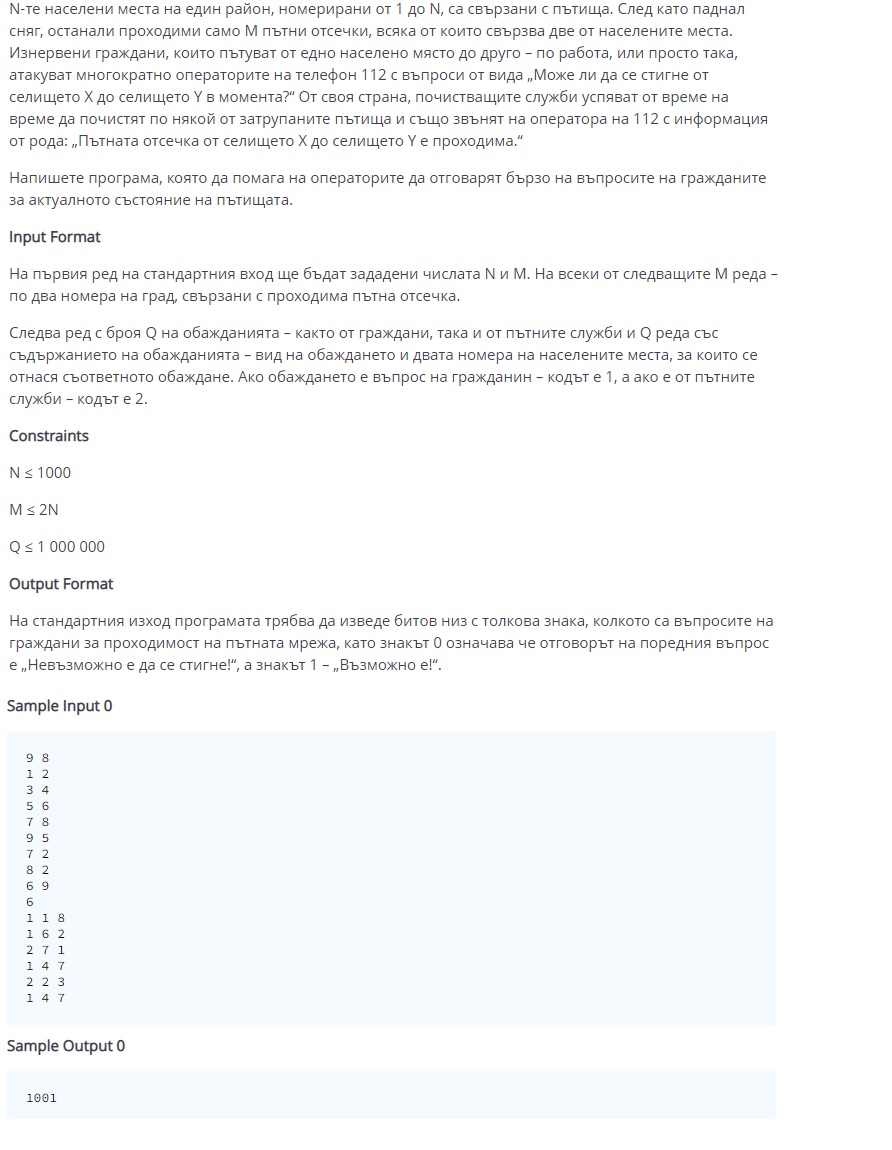 N-те населени места на един район, номерирани от 1 до N, са свързани с пътища. След като паднал
сняг, останали проходими само М пътни отсечки, всяка от които свързва две от населените места.
Изнервени граждани, които пътуват от едно населено място до друго – по работа, или просто така,
атакуват многократно операторите на телефон 112 с въпроси от вида „Може ли да се стигне от
селището X до селището Y в момента?“ От своя страна, почистващите служби успяват от време на
време да почистят по някой от затрупаните пътища и също звънят на оператора на 112 с информация
от рода: „Пътната отсечка от селището X до селището Y е проходима.“
Напишете програма, която да помага на операторите да отговарят бързо на въпросите на гражданите
за актуалното състояние на пътищата.
Input Format
На първия ред на стандартния вход ще бъдат зададени числата N и M. На всеки от следващите M реда –
по два номера на град, свързани с проходима пътна отсечка.
Следва ред с броя Q на обажданията – както от граждани, така и от пътните служби и Q реда със
съдържанието на обажданията – вид на обаждането и двата номера на населените места, за които се
отнася съответното обаждане. Ако обаждането е въпрос на гражданин – кодът е 1, а ако е от пътните
служби – кодът е 2.
Constraints
N ≤ 1000
M ≤ 2N
Q ≤ 1 000 000
Output Format
На стандартния изход програмата трябва да изведе битов низ с толкова знака, колкото са въпросите на
граждани за проходимост на пътната мрежа, като знакът 0 означава че отговорът на поредния въпрос
е „Невъзможно е да се стигне!“, а знакът 1 – „Възможно е!“.
Sample Input 0
9 8
1 2
3 4
5 6
7 8
9 5
7 2
8 2
6 9
6
1 1 8
1 6 2
2 7 1
1 4 7
2 2 3
1 4 7
Sample Output 0
1001